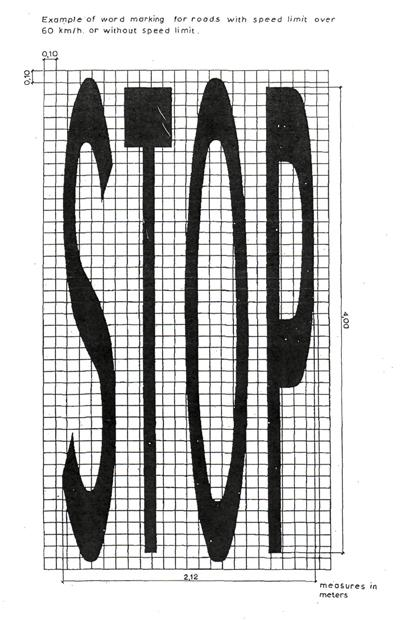 Example of word marking for roads with speed limit over
60 km/h. or without speed limit.
0,10
0,10
STOP
4,00
2,12
measures in
meters